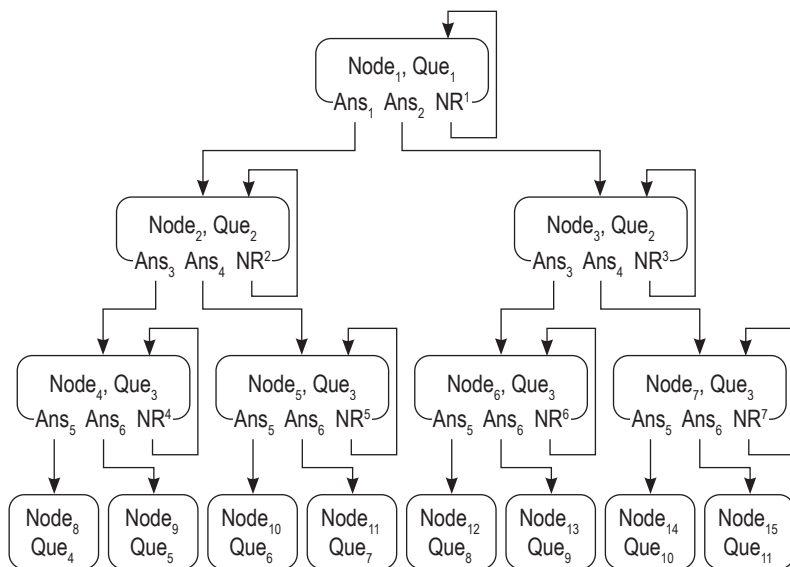 Node₁, Que₁
Ans₁ Ans₂ NR¹
Node₂, Que₂
Ans₃ Ans₄ NR²
Node₃, Que₂
Ans₃ Ans₄ NR³
Node₄, Que₃
Ans₅ Ans₆ NR⁴
Node₅, Que₃
Ans₅ Ans₆ NR⁵
Node₆, Que₃
Ans₅ Ans₆ NR⁶
Node₇, Que₃
Ans₅ Ans₆ NR⁷
Node₈
Que₄
Node₉
Que₅
Node₁₀
Que₆
Node₁₁
Que₇
Node₁₂
Que₈
Node₁₃
Que₉
Node₁₄
Que₁₀
Node₁₅
Que₁₁